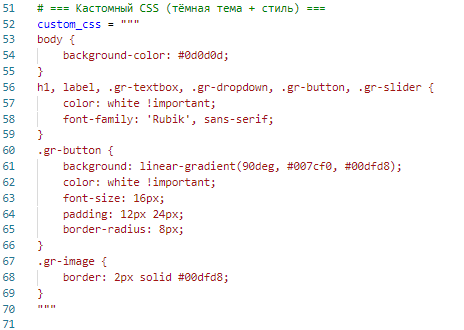 51 # === Кастомный CSS (тёмная тема + стиль) ===
52 custom_css = """
53 body {
54     background-color: #0d0d0d;
55 }
56 h1, label, .gr-textbox, .gr-dropdown, .gr-button, .gr-slider {
57     color: white !important;
58     font-family: 'Rubik', sans-serif;
59 }
60 .gr-button {
61     background: linear-gradient(90deg, #007cf0, #00dfd8);
62     color: white !important;
63     font-size: 16px;
64     padding: 12px 24px;
65     border-radius: 8px;
66 }
67 .gr-image {
68     border: 2px solid #00dfd8;
69 }
70 """
71